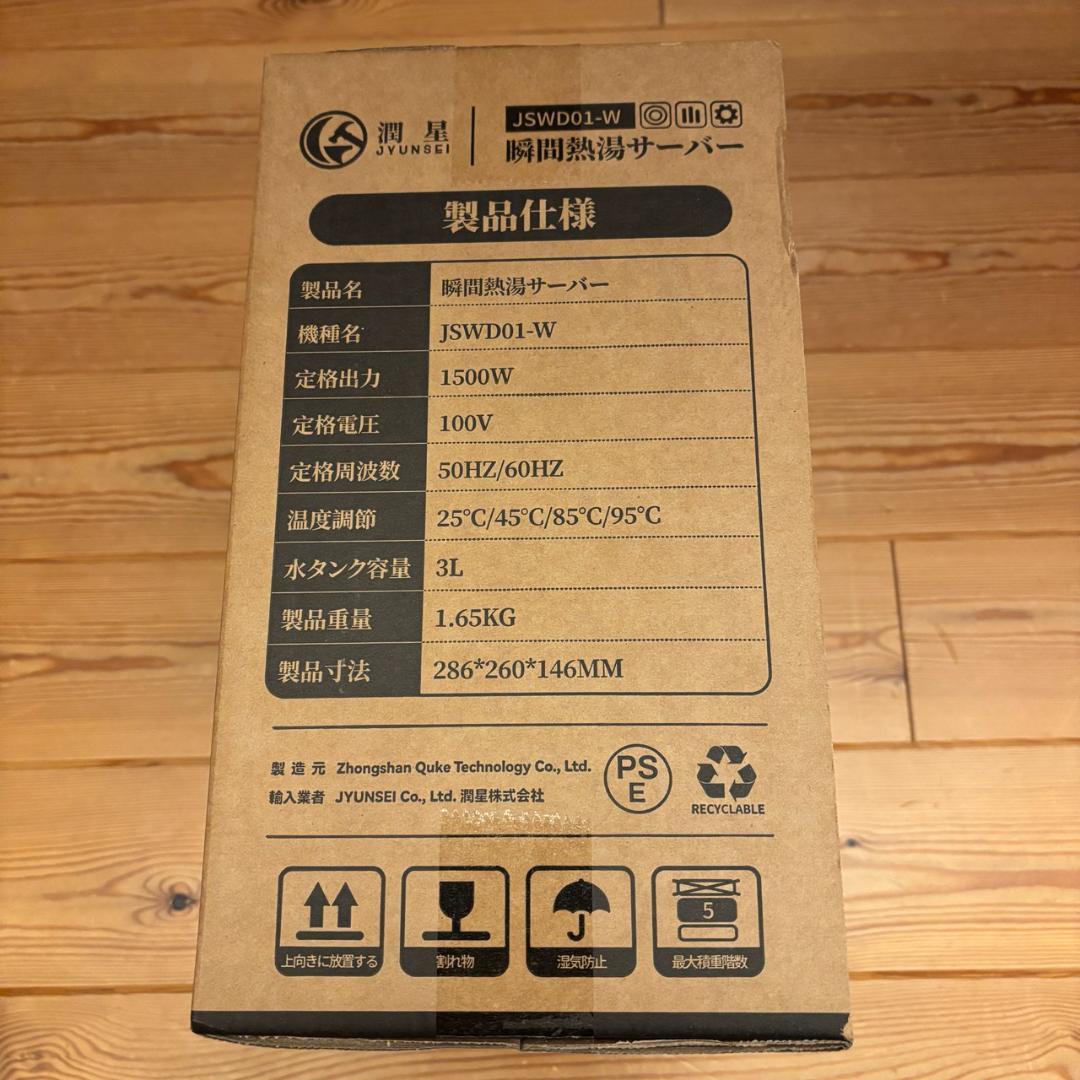 潤星
JYUNSEI
JSWD01-W
瞬間熱湯サーバー
製品仕様
製品名 瞬間熱湯サーバー
機種名 JSWD01-W
定格出力 1500W
定格電圧 100V
定格周波数 50HZ/60HZ
温度調節 25℃/45℃/85℃/95℃
水タンク容量 3L
製品重量 1.65KG
製品寸法 286*260*146MM
製造元 Zhongshan Quke Technology Co., Ltd.
輸入業者 JYUNSEI Co., Ltd. 潤星株式会社
PS
E
RECYCLABLE
5
上向きに放置する 割れ物 湿気防止 最大積重階数